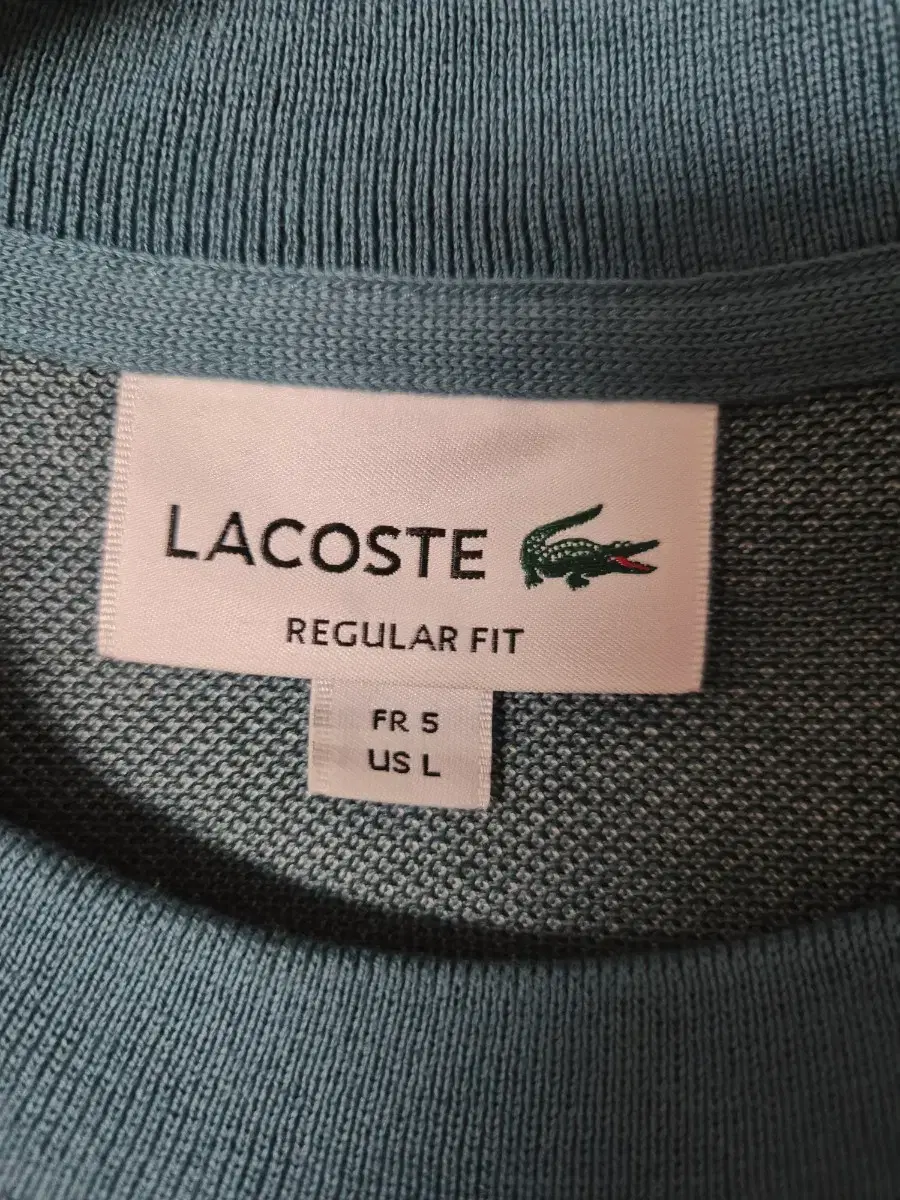 LACOSTE
REGULAR FIT
FR 5
US L